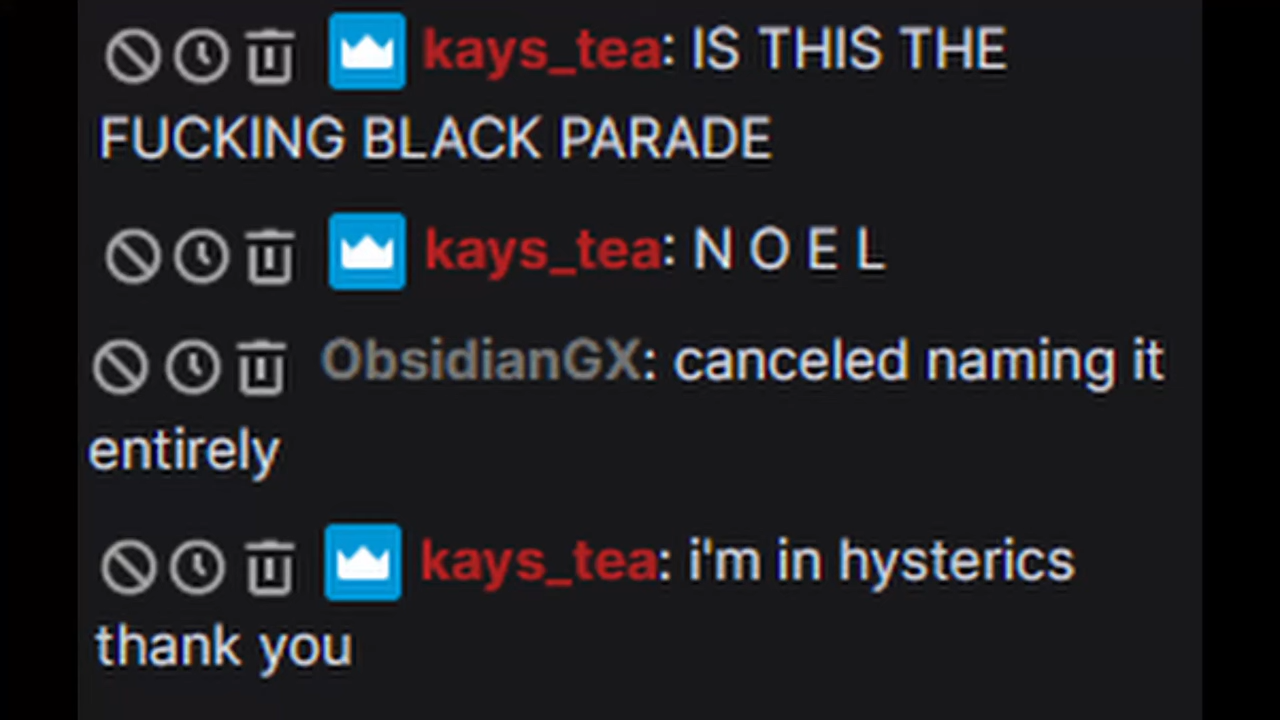 kays_tea: IS THIS THE
FUCKING BLACK PARADE
kays_tea: N O E L
ObsidianGX: canceled naming it
entirely
kays_tea: i'm in hysterics
thank you